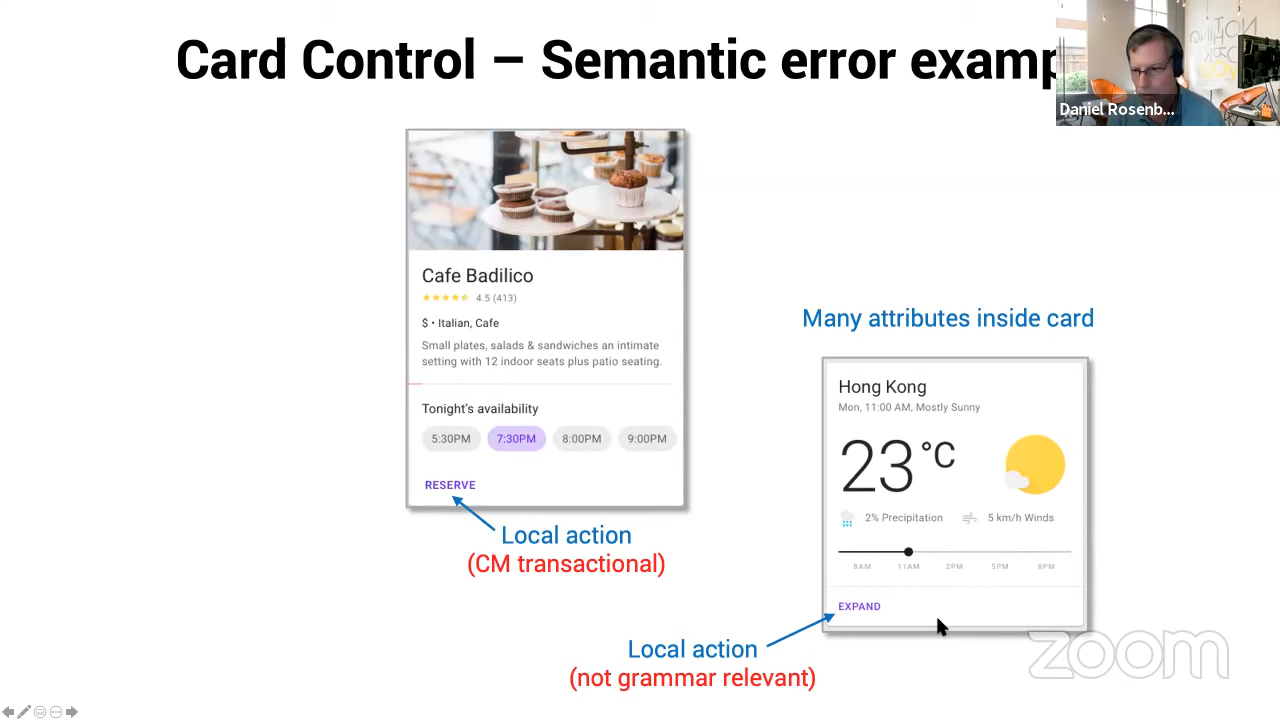 Card Control – Semantic error examp
Daniel Rosenb...
Cafe Badilico
4.5 (413)
$ • Italian, Cafe
Small plates, salads & sandwiches an intimate
setting with 12 indoor seats plus patio seating.
Tonight's availability
5:30PM 7:30PM 8:00PM 9:00PM
RESERVE
Local action
(CM transactional)
Many attributes inside card
Hong Kong
Mon, 11:00 AM, Mostly Sunny
23 °C
2% Precipitation 5 km/h Winds
8AM 11AM 2PM 5PM 8PM
EXPAND
Local action
(not grammar relevant)
zoom